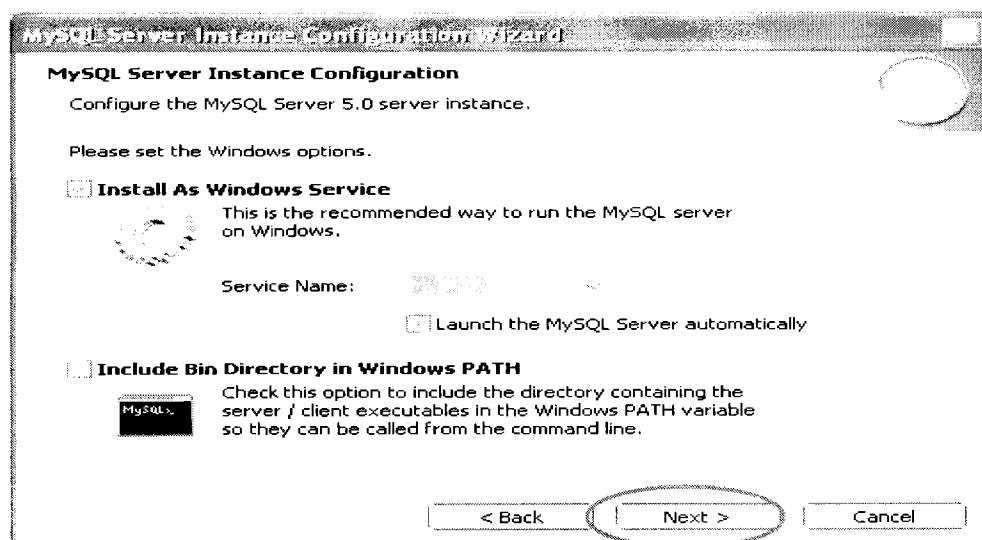 MySQL Server Instance Configuration Wizard
MySQL Server Instance Configuration
Configure the MySQL Server 5.0 server instance.
Please set the Windows options.
Install As Windows Service
This is the recommended way to run the MySQL server
on Windows.
Service Name:
Launch the MySQL Server automatically
Include Bin Directory in Windows PATH
Check this option to include the directory containing the
server / client executables in the Windows PATH variable
so they can be called from the command line.
MySQL>_
< Back
Next >
Cancel